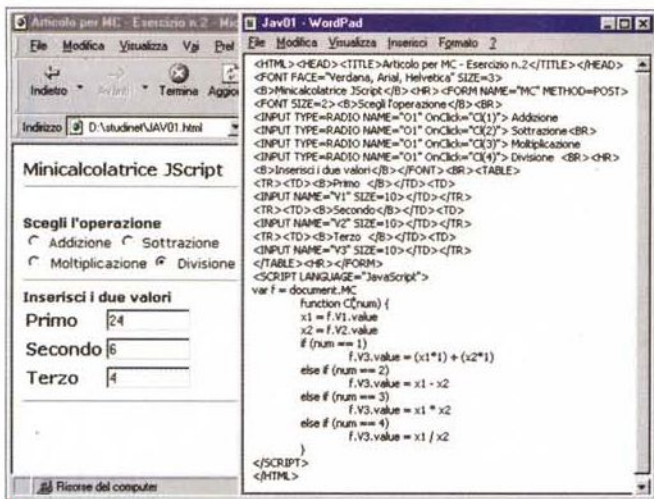 Articolo per MC - Esercizio n.2 - Mic
File Modifica Visualizza Vai Pref
Indietro Avanti Termina Aggior
Indirizzo D:\studinet\JAV01.html
Minicalcolatrice JScript
Scegli l'operazione
Addizione Sottrazione
Moltiplicazione Divisione
Inserisci i due valori
Primo 24
Secondo 6
Terzo 4
Risorse del computer
Jav01 - WordPad
File Modifica Visualizza Inserisci Formato ?
<HTML><HEAD><TITLE>Articolo per MC - Esercizio n.2</TITLE></HEAD>
<FONT FACE="Verdana, Arial, Helvetica" SIZE=3>
<B>Minicalcolatrice JScript</B><HR><FORM NAME="MC" METHOD=POST>
<FONT SIZE=2><B>Scegli l'operazione</B><BR>
<INPUT TYPE=RADIO NAME="O1" OnClick="Cl(1)"> Addizione
<INPUT TYPE=RADIO NAME="O1" OnClick="Cl(2)"> Sottrazione<BR>
<INPUT TYPE=RADIO NAME="O1" OnClick="Cl(3)"> Moltiplicazione
<INPUT TYPE=RADIO NAME="O1" OnClick="Cl(4)"> Divisione <BR><HR>
<B>Inserisci i due valori</B></FONT><BR><TABLE>
<TR><TD><B>Primo </B></TD><TD>
<INPUT NAME="V1" SIZE=10></TD></TR>
<TR><TD><B>Secondo</B></TD><TD>
<INPUT NAME="V2" SIZE=10></TD></TR>
<TR><TD><B>Terzo </B></TD><TD>
<INPUT NAME="V3" SIZE=10></TD></TR>
</TABLE><HR></FORM>
<SCRIPT LANGUAGE="JavaScript">
var f = document.MC
function Cl(num) {
x1 = f.V1.value
x2 = f.V2.value
if (num == 1)
f.V3.value = (x1*1) + (x2*1)
else if (num == 2)
f.V3.value = x1 - x2
else if (num == 3)
f.V3.value = x1 * x2
else if (num == 4)
f.V3.value = x1 / x2
}
</SCRIPT>
</HTML>